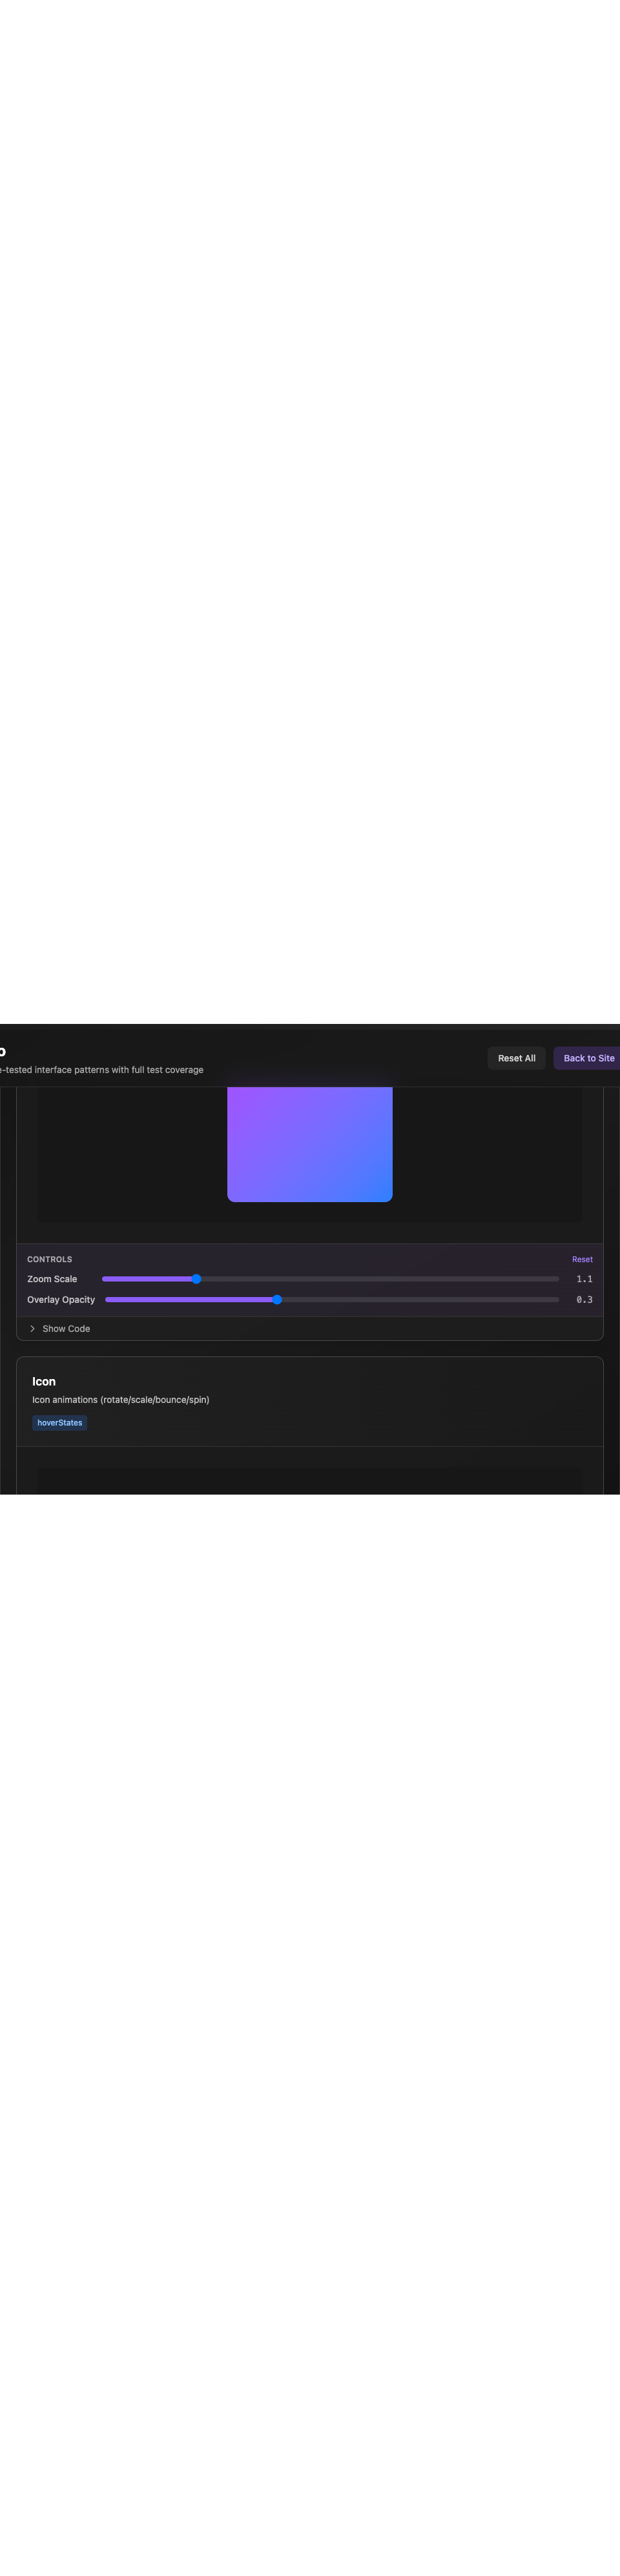 o
e-tested interface patterns with full test coverage
Reset All
Back to Site
CONTROLS
Reset
Zoom Scale
1.1
Overlay Opacity
0.3
Show Code
Icon
Icon animations (rotate/scale/bounce/spin)
hoverStates